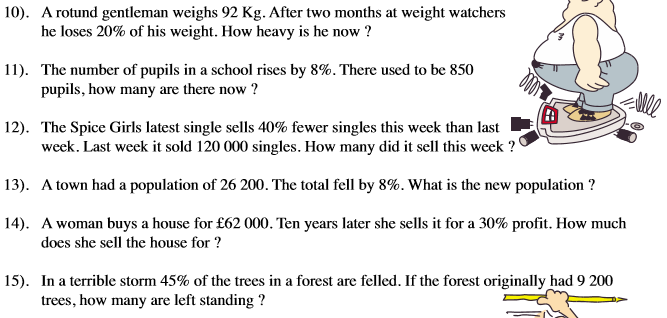 10). A rotund gentleman weighs 92 Kg. After two months at weight watchers
he loses 20% of his weight. How heavy is he now ?
11). The number of pupils in a school rises by 8%. There used to be 850
pupils, how many are there now ?
12). The Spice Girls latest single sells 40% fewer singles this week than last
week. Last week it sold 120 000 singles. How many did it sell this week ?
13). A town had a population of 26 200. The total fell by 8%. What is the new population ?
14). A woman buys a house for £62 000. Ten years later she sells it for a 30% profit. How much
does she sell the house for ?
15). In a terrible storm 45% of the trees in a forest are felled. If the forest originally had 9 200
trees, how many are left standing ?